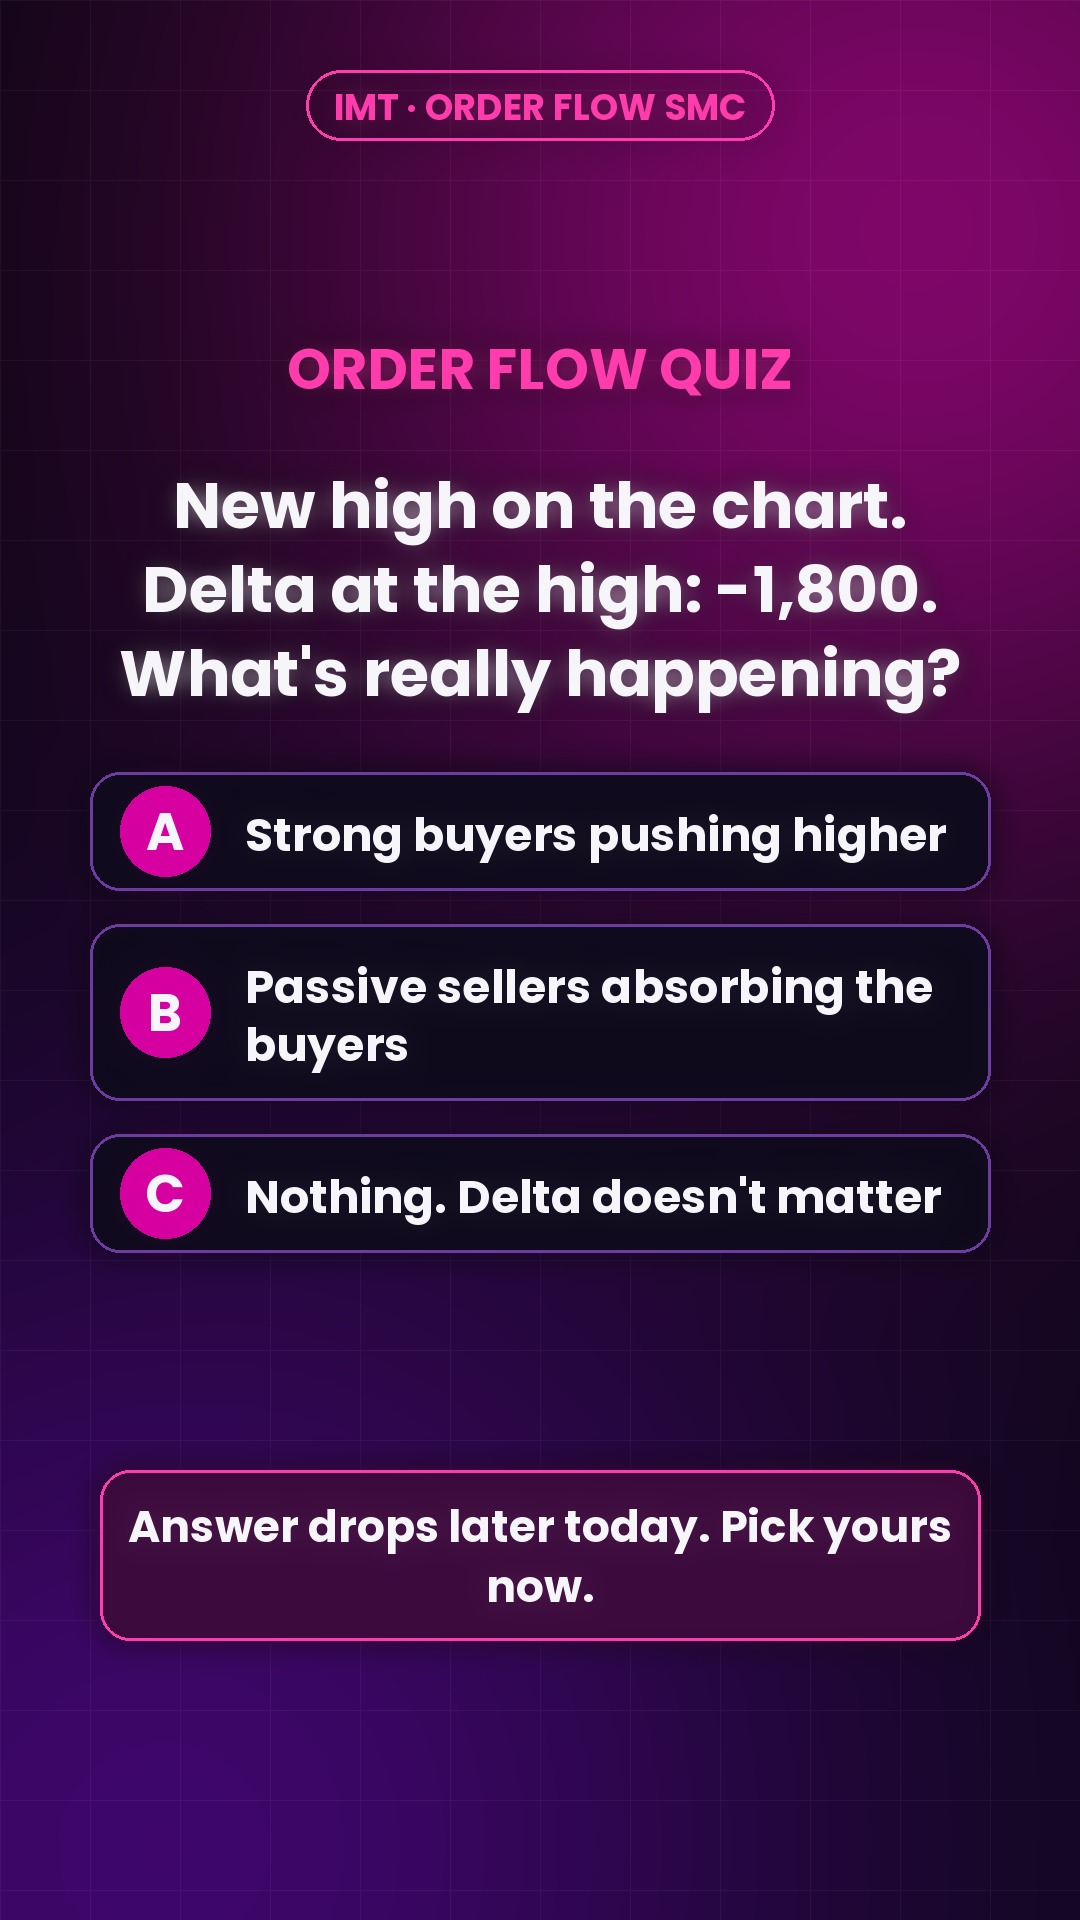 IMT · ORDER FLOW SMC
ORDER FLOW QUIZ
New high on the chart.
Delta at the high: -1,800.
What's really happening?
A Strong buyers pushing higher
B Passive sellers absorbing the
buyers
C Nothing. Delta doesn't matter
Answer drops later today. Pick yours
now.